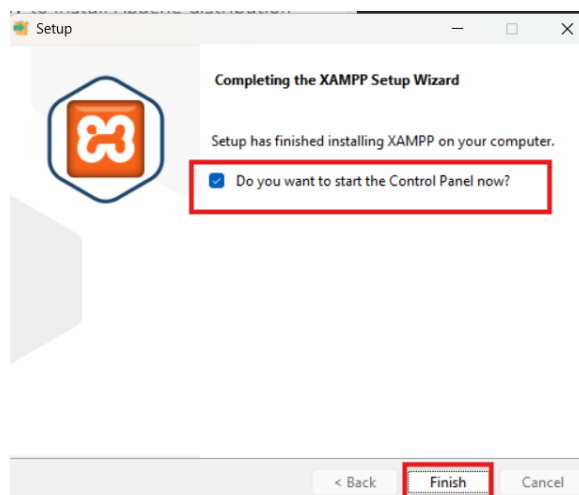 Setup
Completing the XAMPP Setup Wizard
Setup has finished installing XAMPP on your computer.
Do you want to start the Control Panel now?
< Back
Finish
Cancel